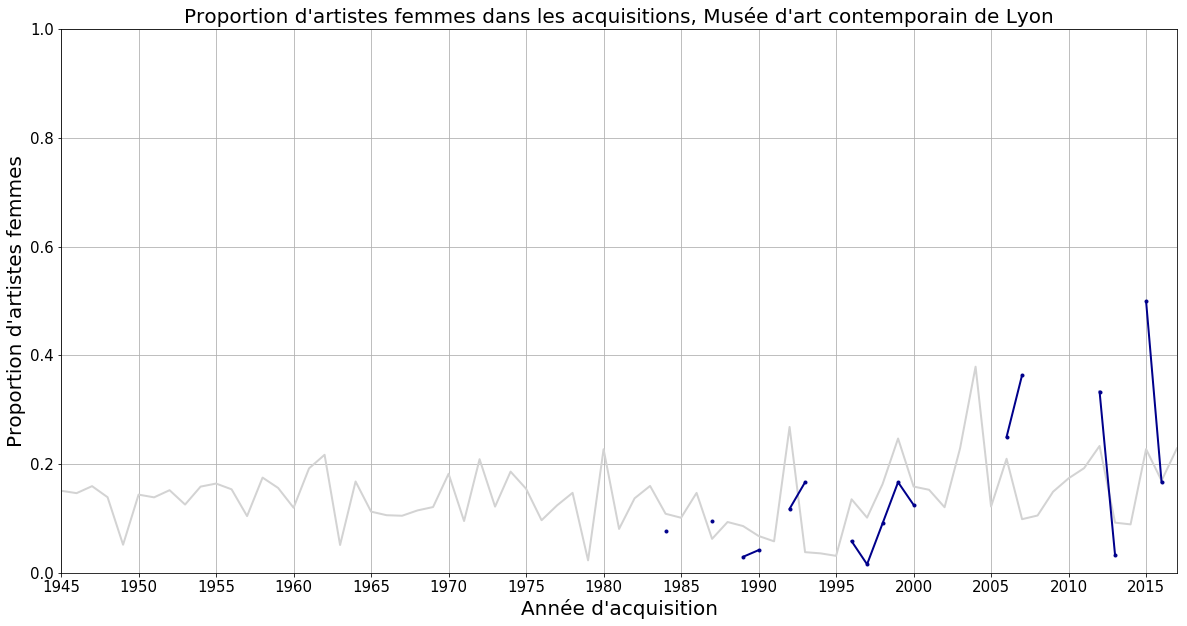 Proportion d'artistes femmes dans les acquisitions, Musée d'art contemporain de Lyon
Proportion d'artistes femmes
1.0
0.8
0.6
0.4
0.2
0.0
1945 1950 1955 1960 1965 1970 1975 1980 1985 1990 1995 2000 2005 2010 2015
Année d'acquisition